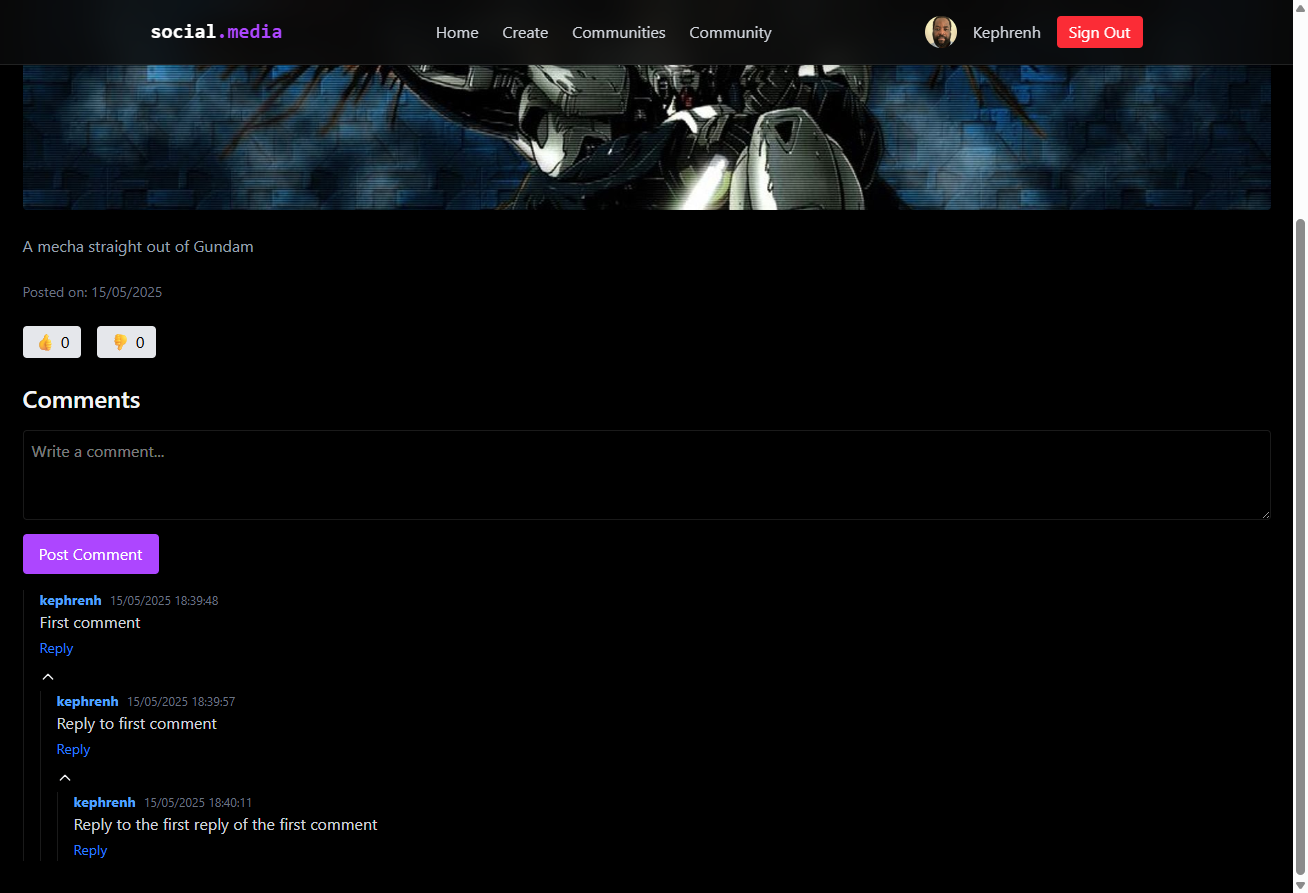 social.media
Home Create Communities Community
Kephrenh Sign Out
A mecha straight out of Gundam
Posted on: 15/05/2025
👍 0 👎 0
Comments
Write a comment...
Post Comment
kephrenh 15/05/2025 18:39:48
First comment
Reply
kephrenh 15/05/2025 18:39:57
Reply to first comment
Reply
kephrenh 15/05/2025 18:40:11
Reply to the first reply of the first comment
Reply